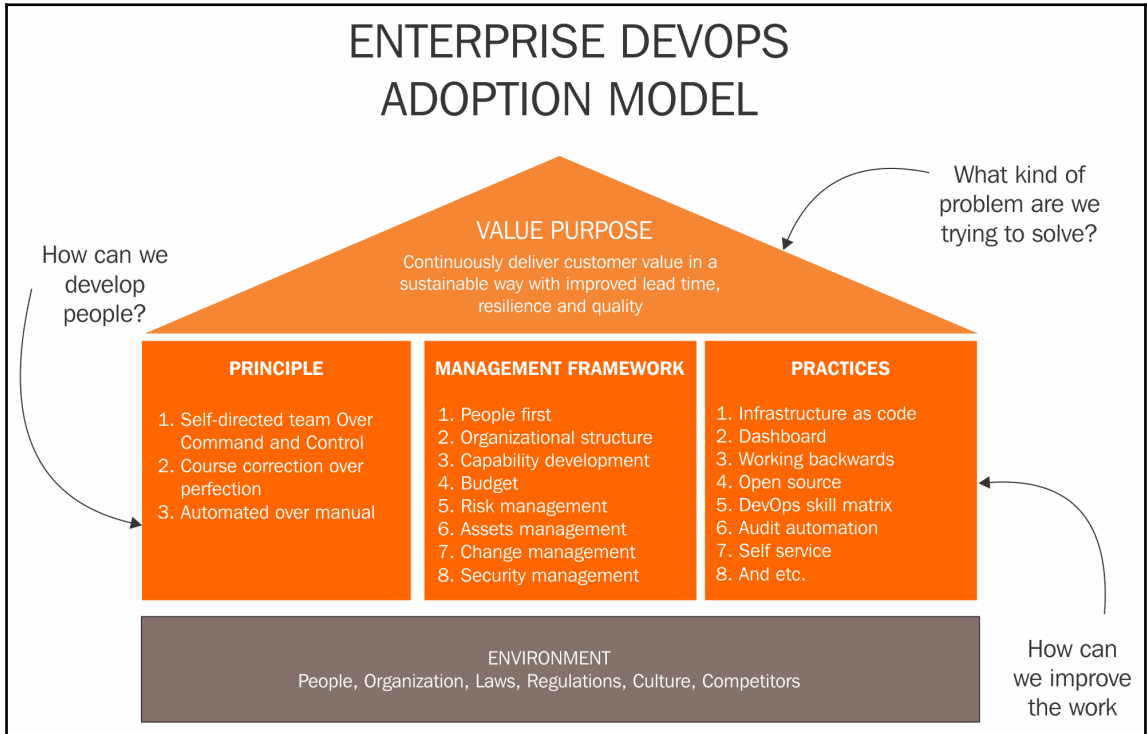 ENTERPRISE DEVOPS
ADOPTION MODEL
What kind of
problem are we
trying to solve?
How can we
develop
people?
VALUE PURPOSE
Continuously deliver customer value in a
sustainable way with improved lead time,
resilience and quality
PRINCIPLE
1. Self-directed team Over
Command and Control
2. Course correction over
perfection
3. Automated over manual
MANAGEMENT FRAMEWORK
1. People first
2. Organizational structure
3. Capability development
4. Budget
5. Risk management
6. Assets management
7. Change management
8. Security management
PRACTICES
1. Infrastructure as code
2. Dashboard
3. Working backwards
4. Open source
5. DevOps skill matrix
6. Audit automation
7. Self service
8. And etc.
ENVIRONMENT
People, Organization, Laws, Regulations, Culture, Competitors
How can
we improve
the work